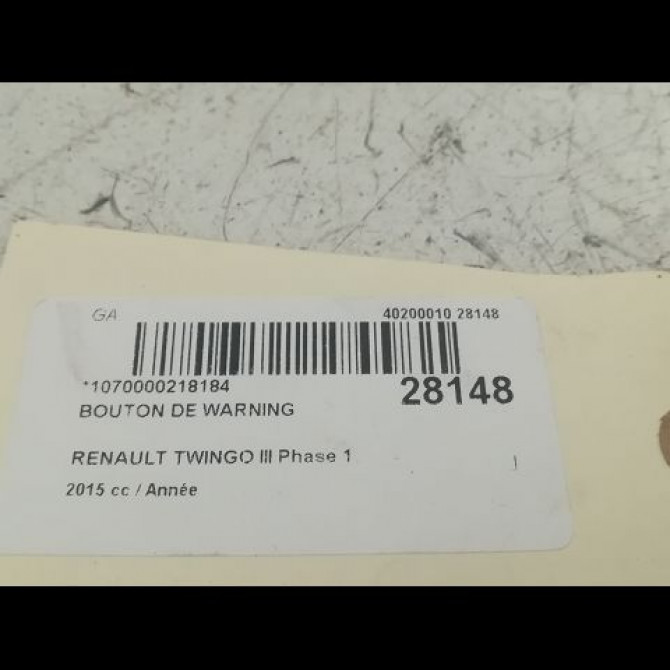 GA 40200010 28148
*1070000218184 28148
BOUTON DE WARNING
RENAULT TWINGO III Phase 1
2015 cc / Année